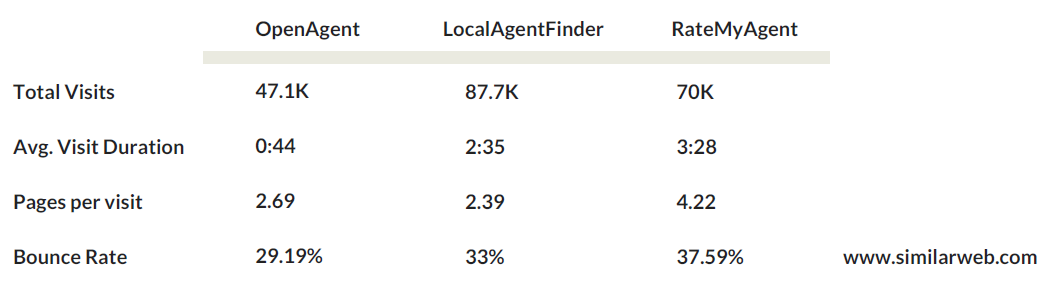 OpenAgent LocalAgentFinder RateMyAgent
Total Visits 47.1K 87.7K 70K
Avg. Visit Duration 0:44 2:35 3:28
Pages per visit 2.69 2.39 4.22
Bounce Rate 29.19% 33% 37.59% www.similarweb.com